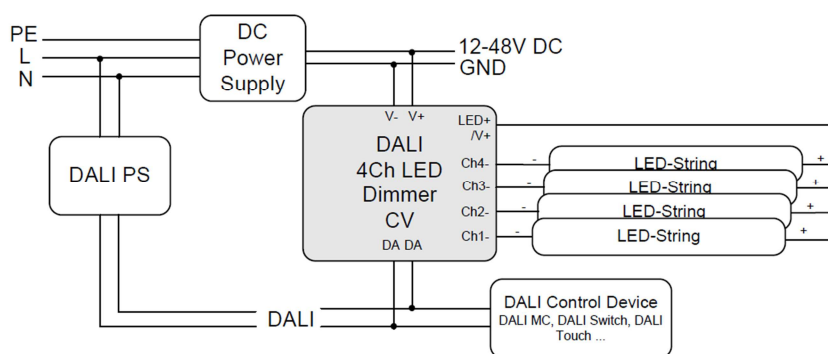 PE
L
N
DC
Power
Supply
12-48V DC
GND
DALI PS
V- V+
LED+
/V+
DALI
4Ch LED
Dimmer
CV
DA DA
Ch4-
Ch3-
Ch2-
Ch1-
- LED-String +
- LED-String +
- LED-String +
- LED-String +
DALI
DALI Control Device
DALI MC, DALI Switch, DALI
Touch ...